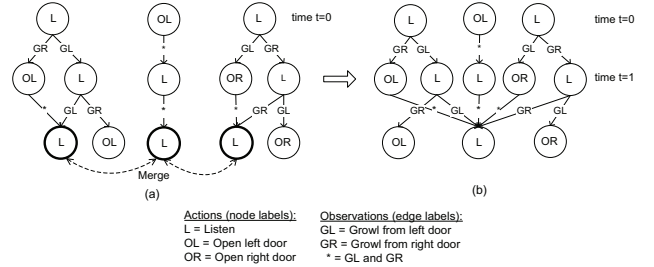 L OL L time t=0 L OL L time t=0
GR GL * GL GR GR GL * GL GR
OL L L OR L OL L L OR L time t=1
* GL GR * * GR GL GR * GL * * GR GL
L OL L L OR OL L OR
Merge
(a) (b)
Actions (node labels): Observations (edge labels):
L = Listen GL = Growl from left door
OL = Open left door GR = Growl from right door
OR = Open right door * = GL and GR